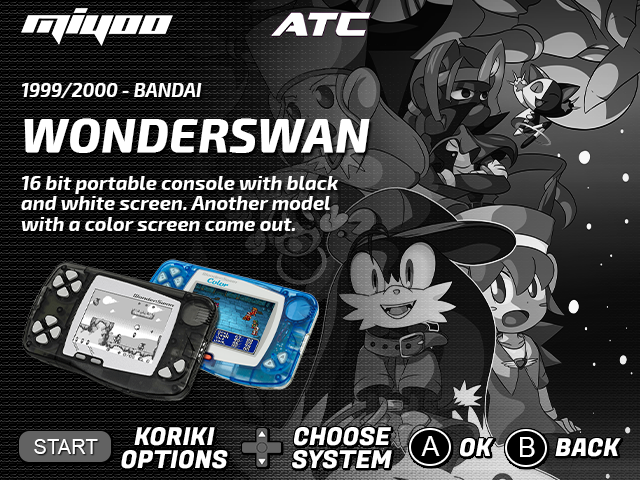 miyoo
ATC
1999/2000 - BANDAI
WONDERSWAN
16 bit portable console with black
and white screen. Another model
with a color screen came out.
WonderSwan
Color
START
KORIKI
OPTIONS
CHOOSE
SYSTEM
A
OK
B
BACK